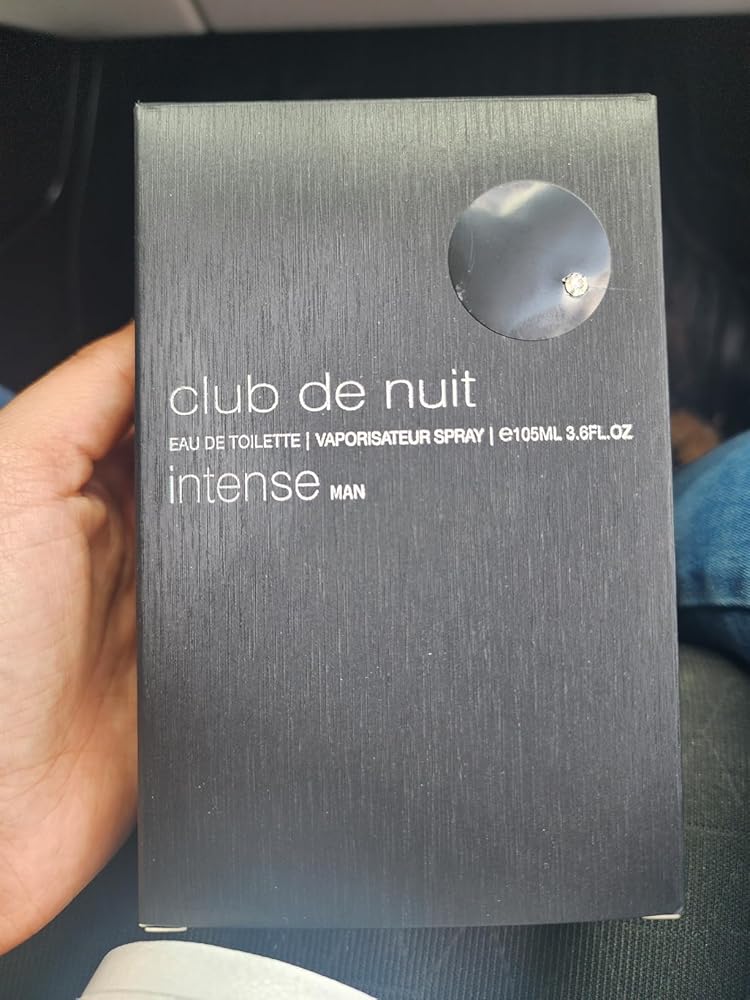 club de nuit
EAU DE TOILETTE | VAPORISATEUR SPRAY | ℮105ML 3.6FL.OZ
intense MAN